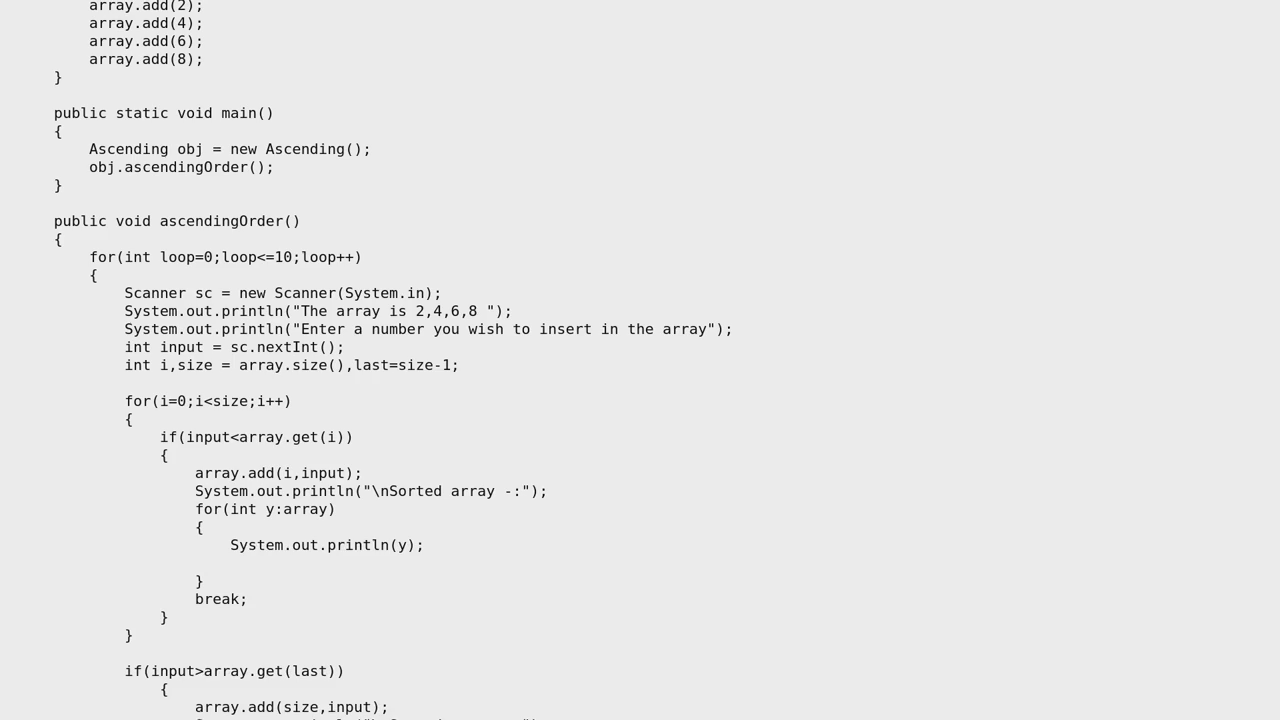 array.add(2);
array.add(4);
array.add(6);
array.add(8);
}
public static void main()
{
Ascending obj = new Ascending();
obj.ascendingOrder();
}
public void ascendingOrder()
{
for(int loop=0;loop<=10;loop++)
{
Scanner sc = new Scanner(System.in);
System.out.println("The array is 2,4,6,8 ");
System.out.println("Enter a number you wish to insert in the array");
int input = sc.nextInt();
int i,size = array.size(),last=size-1;
for(i=0;i<size;i++)
{
if(input<array.get(i))
{
array.add(i,input);
System.out.println("\nSorted array -:");
for(int y:array)
{
System.out.println(y);
}
break;
}
}
if(input>array.get(last))
{
array.add(size,input);